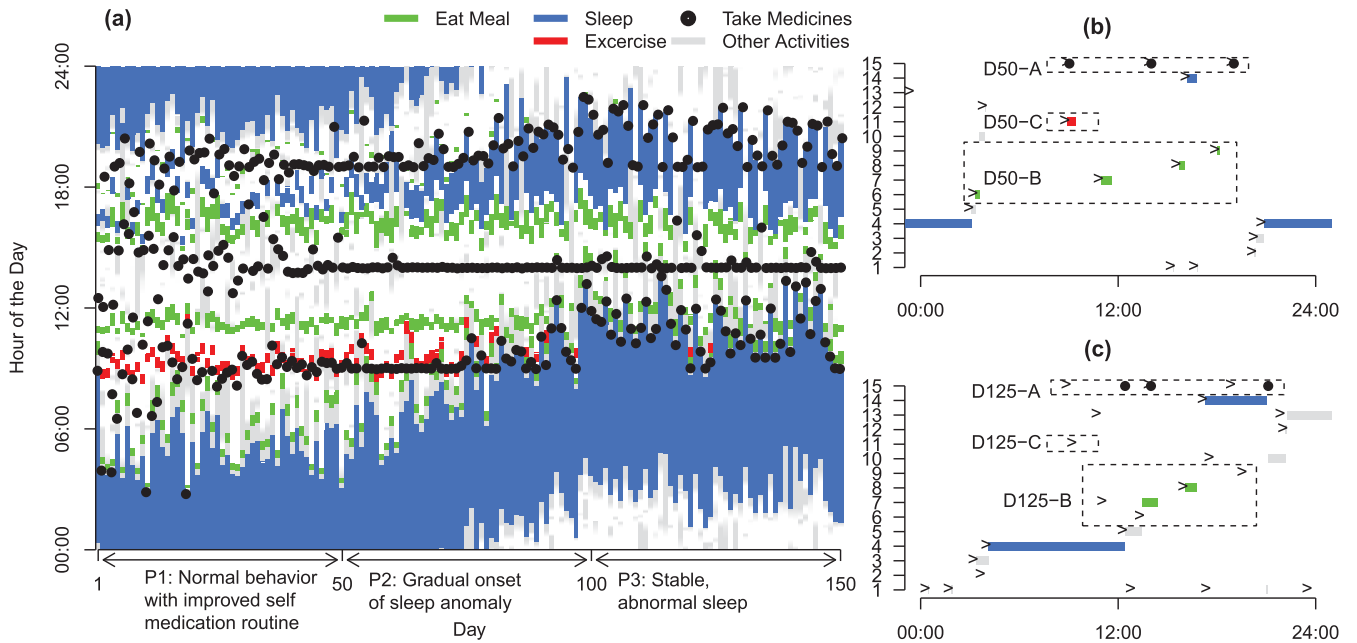 (a)
Eat Meal
Sleep
Take Medicines
Excercise
Other Activities
Hour of the Day
24:00
18:00
12:00
06:00
00:00
1
50
100
150
P1: Normal behavior
with improved self
medication routine
P2: Gradual onset
of sleep anomaly
P3: Stable,
abnormal sleep
Day
(b)
15
14
13
12
11
10
9
8
7
6
5
4
3
2
1
D50−A
D50−C
D50−B
00:00
12:00
24:00
(c)
15
14
13
12
11
10
9
8
7
6
5
4
3
2
1
D125−A
D125−C
D125−B
00:00
12:00
24:00